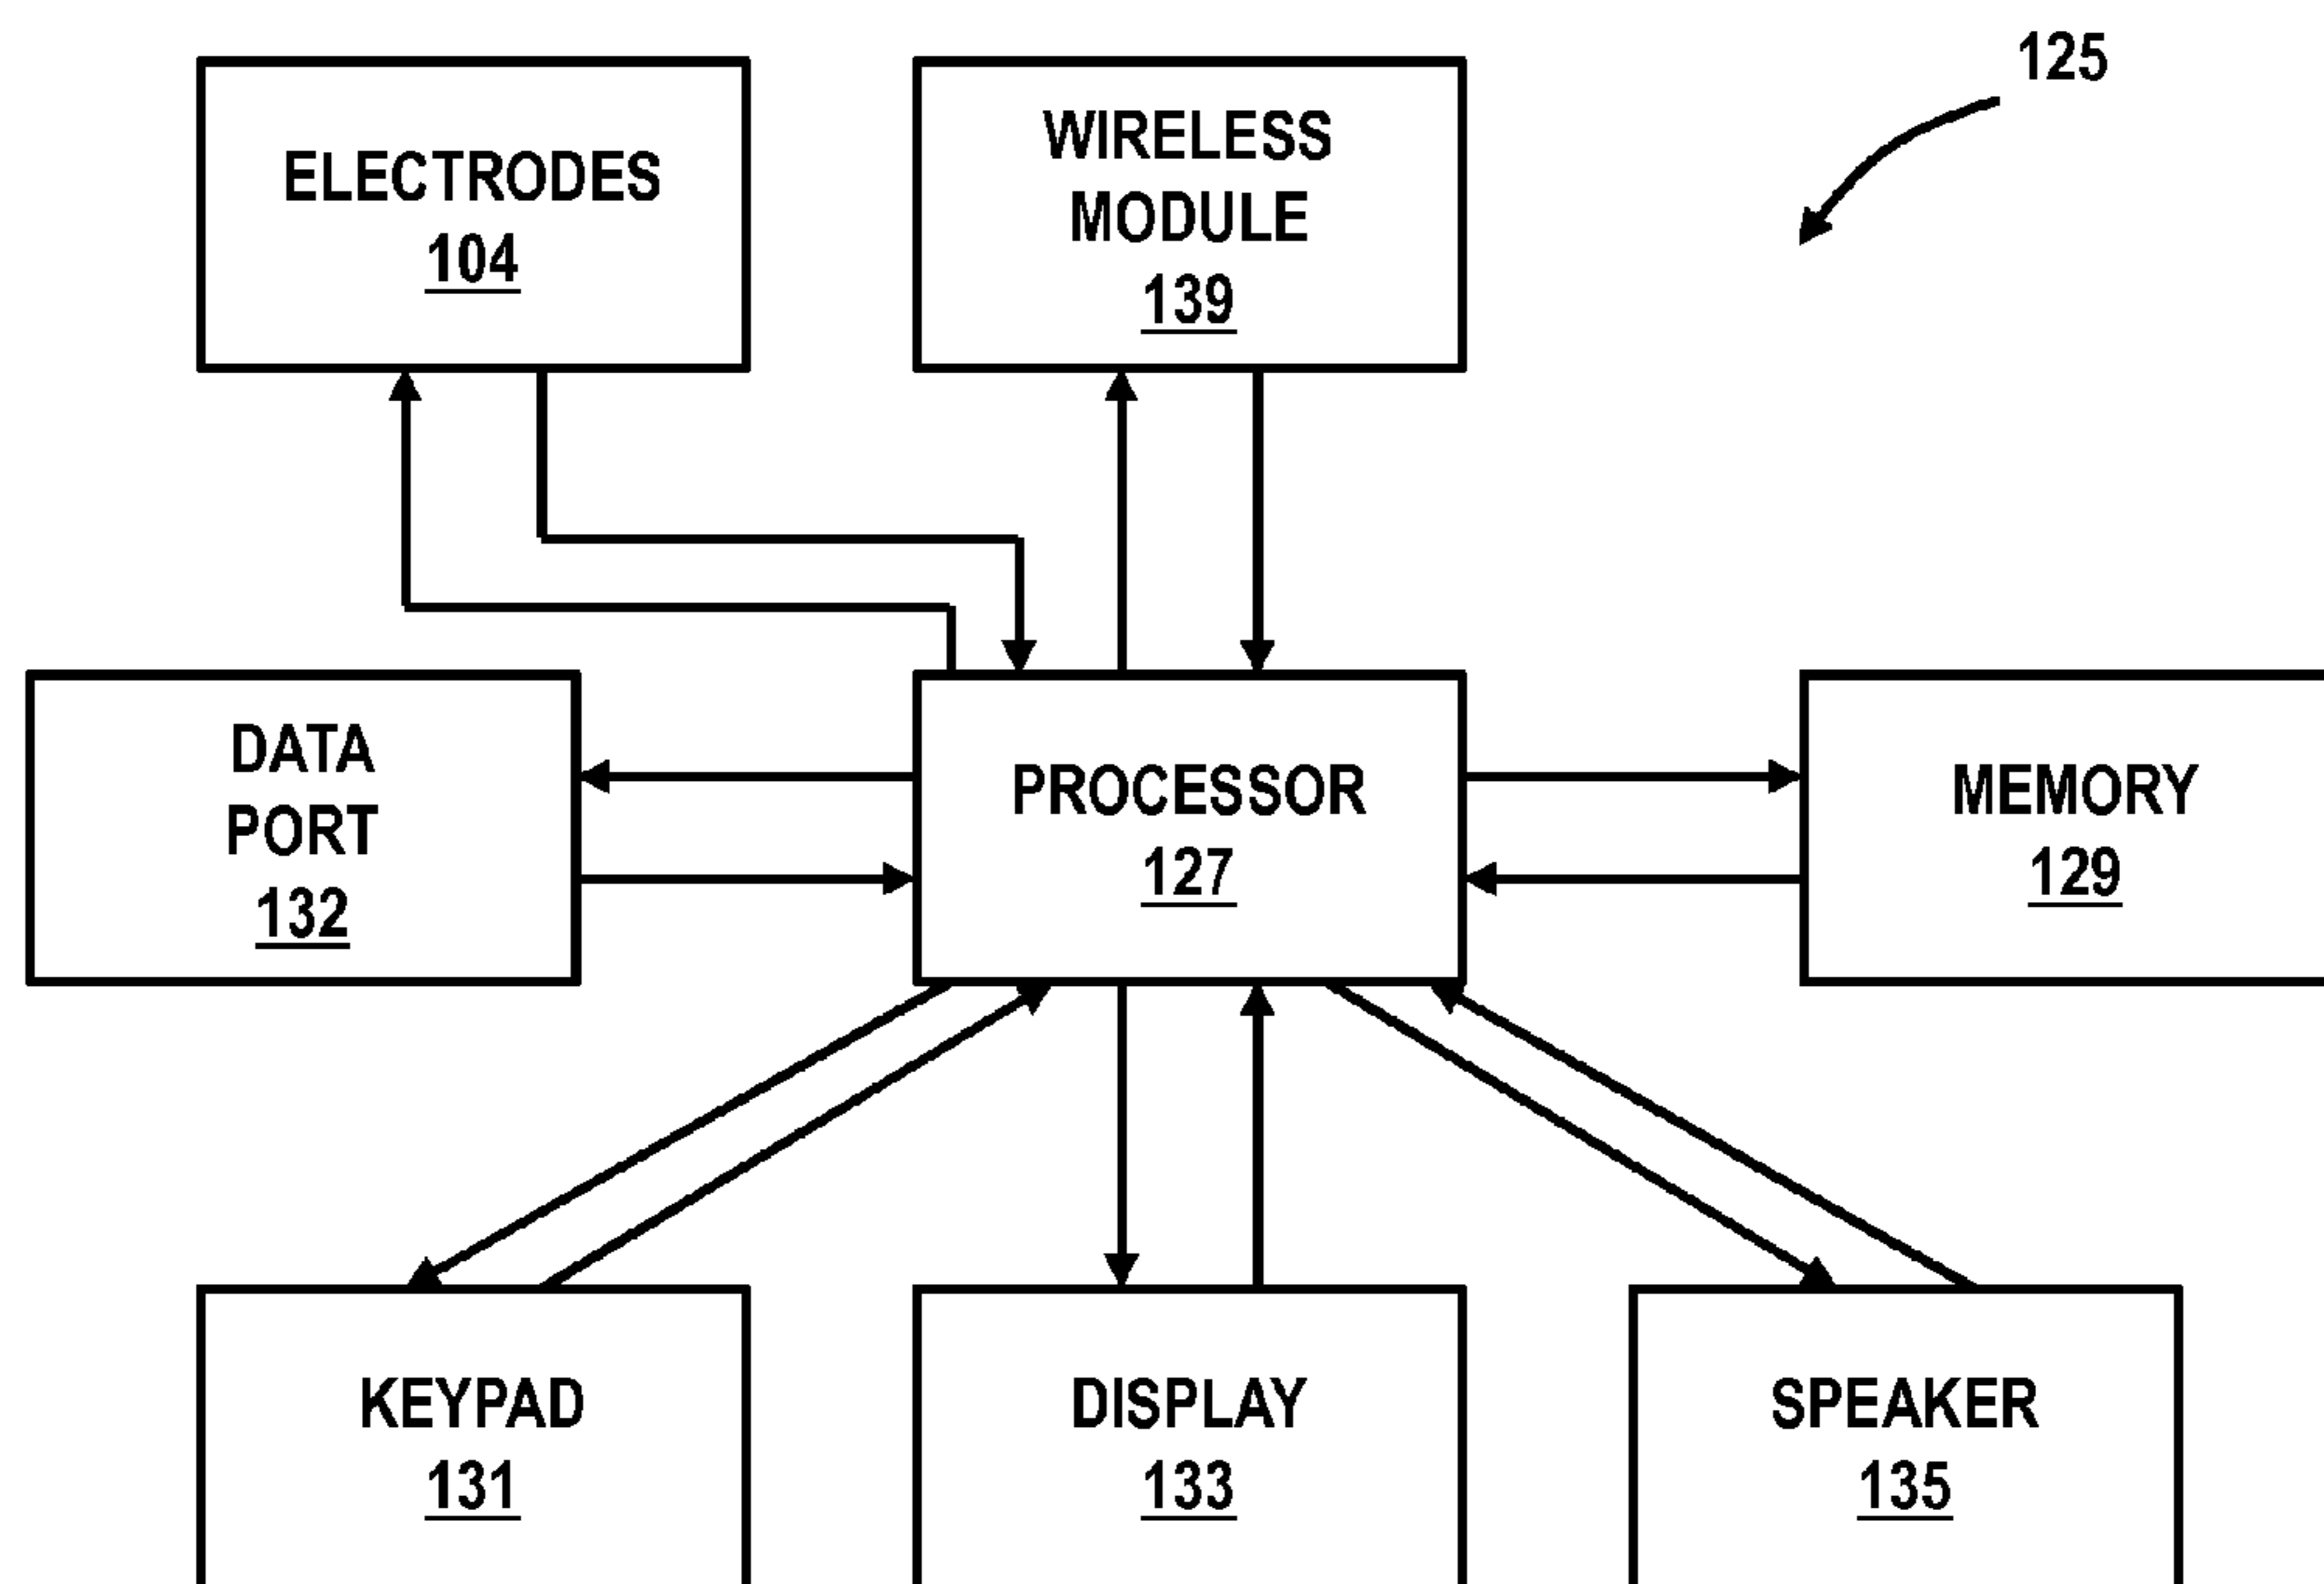 125
ELECTRODES
104
WIRELESS
MODULE
139
DATA
PORT
132
PROCESSOR
127
MEMORY
129
KEYPAD
131
DISPLAY
133
SPEAKER
135